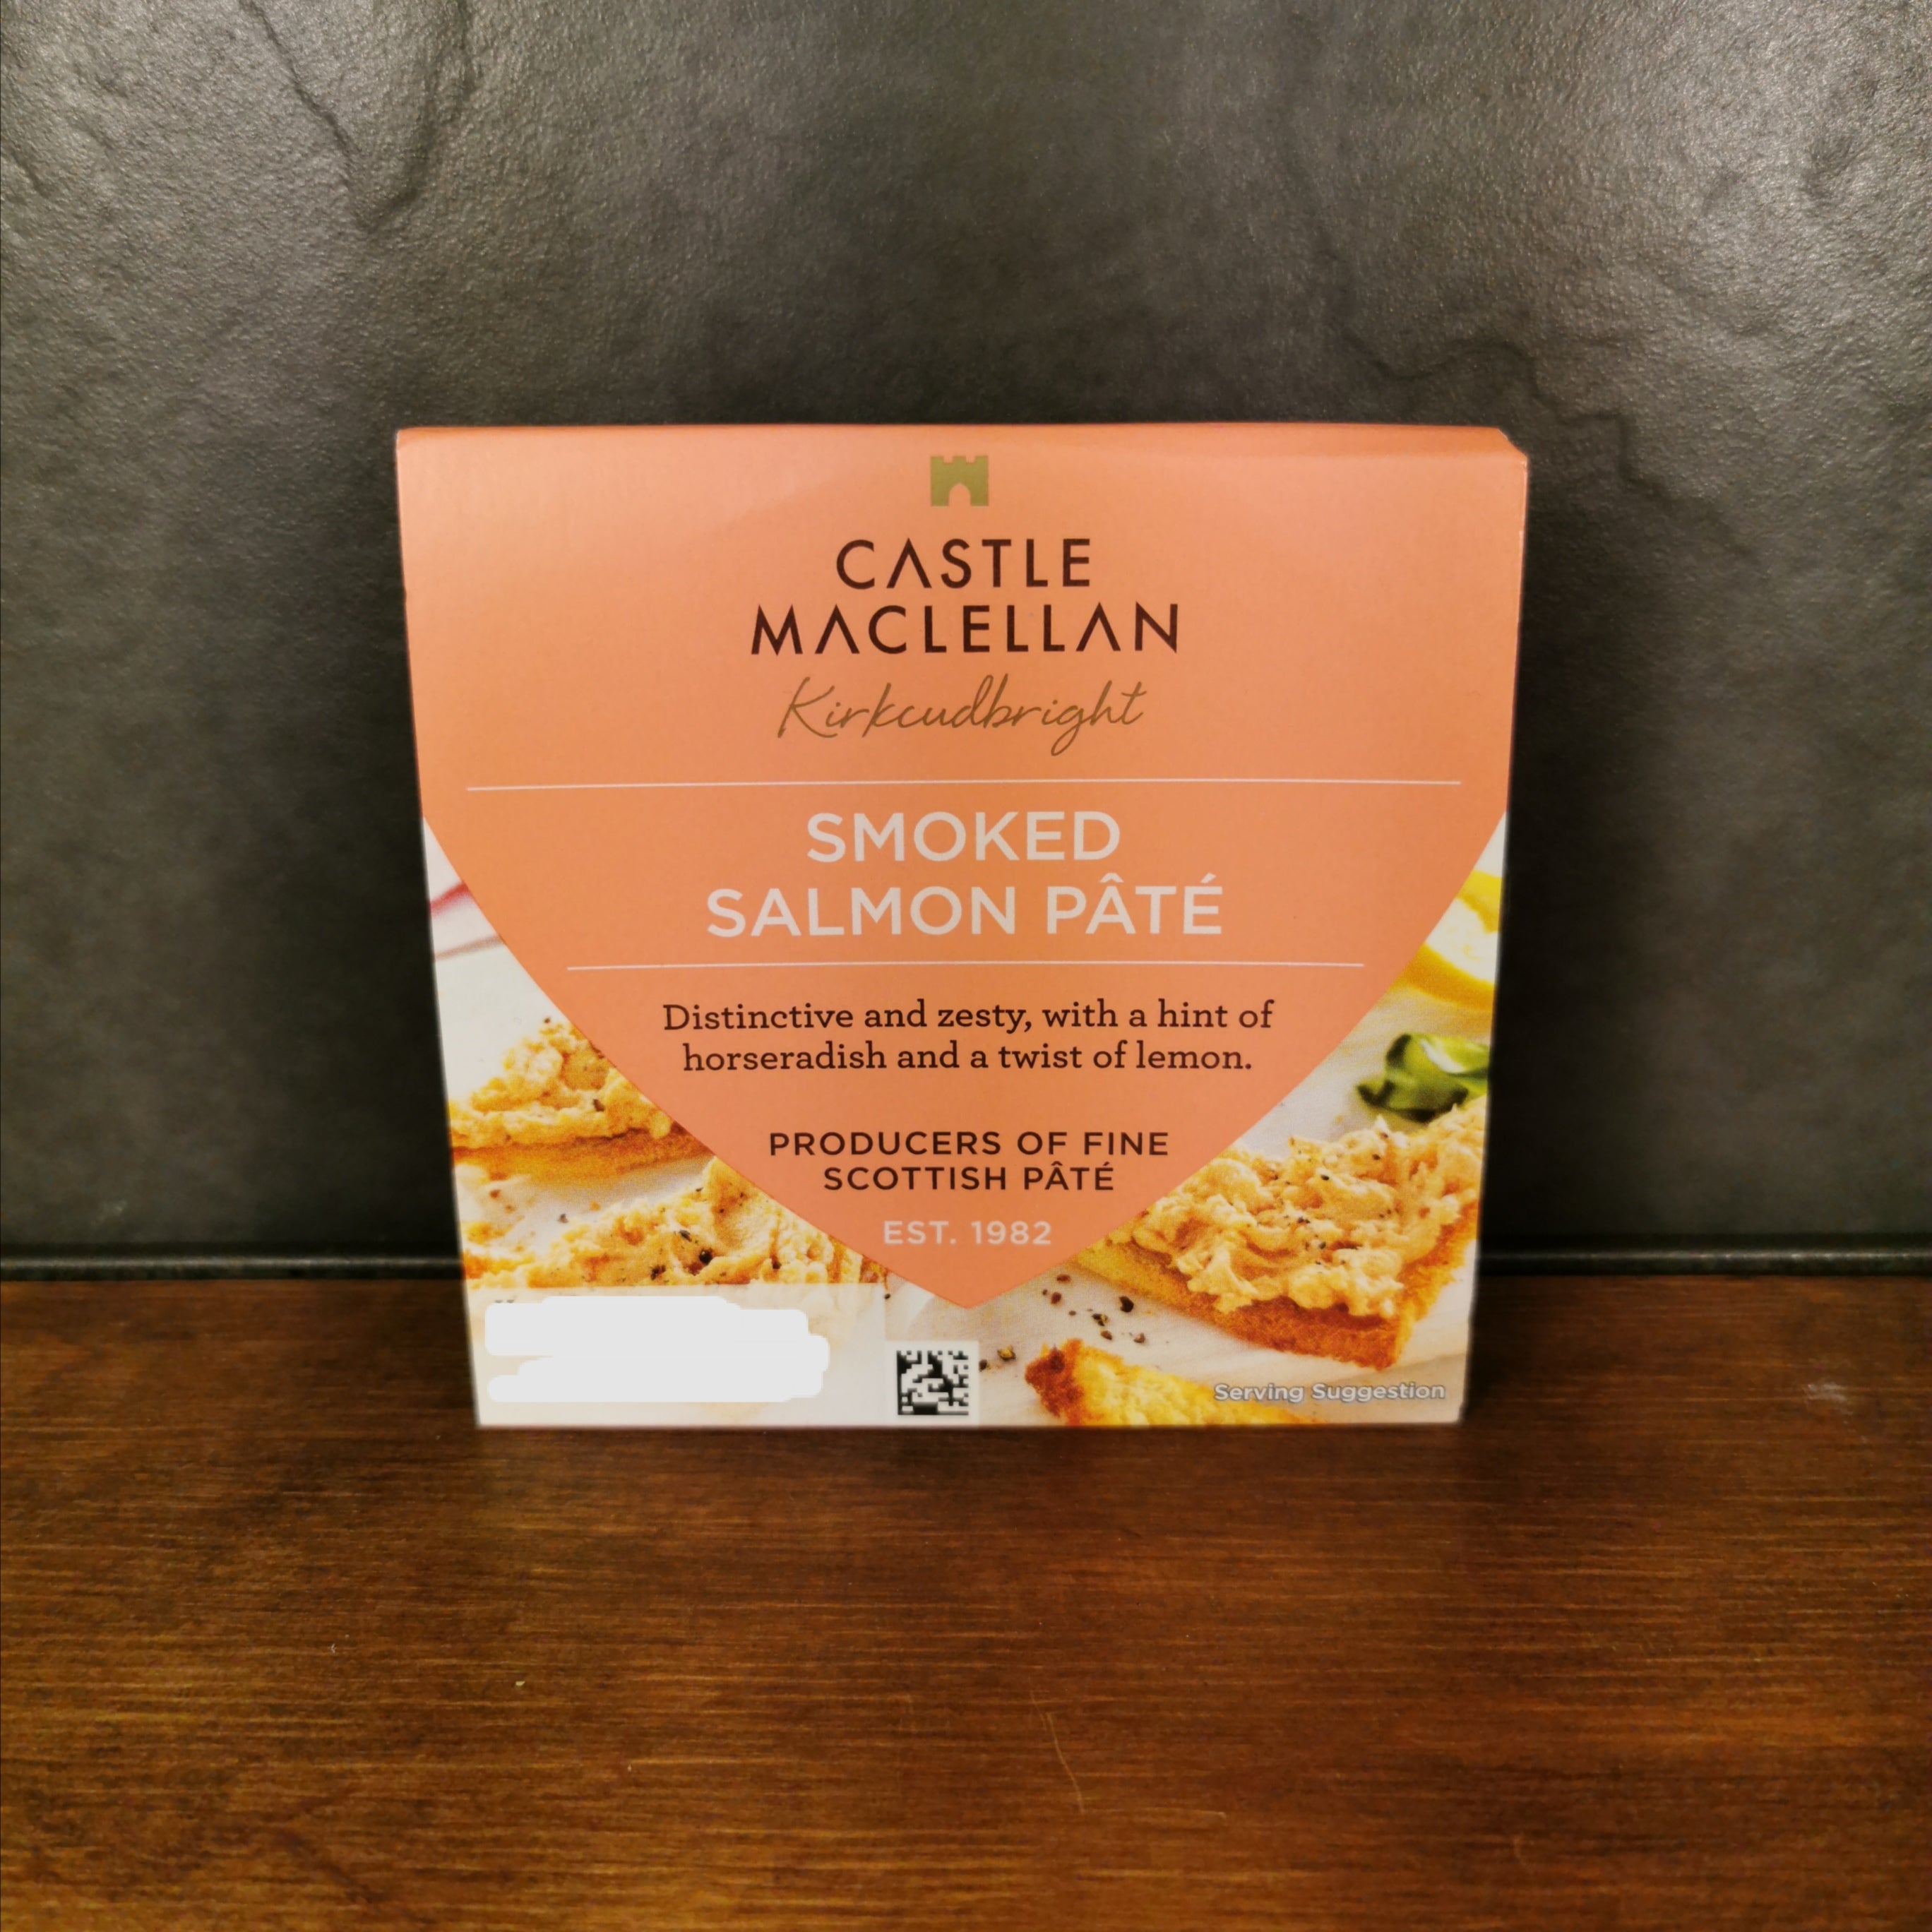 CASTLE
MACLELLAN
Kirkcudbright
SMOKED
SALMON PÂTÉ
Distinctive and zesty, with a hint of
horseradish and a twist of lemon.
PRODUCERS OF FINE
SCOTTISH PÂTÉ
EST. 1982
Serving Suggestion